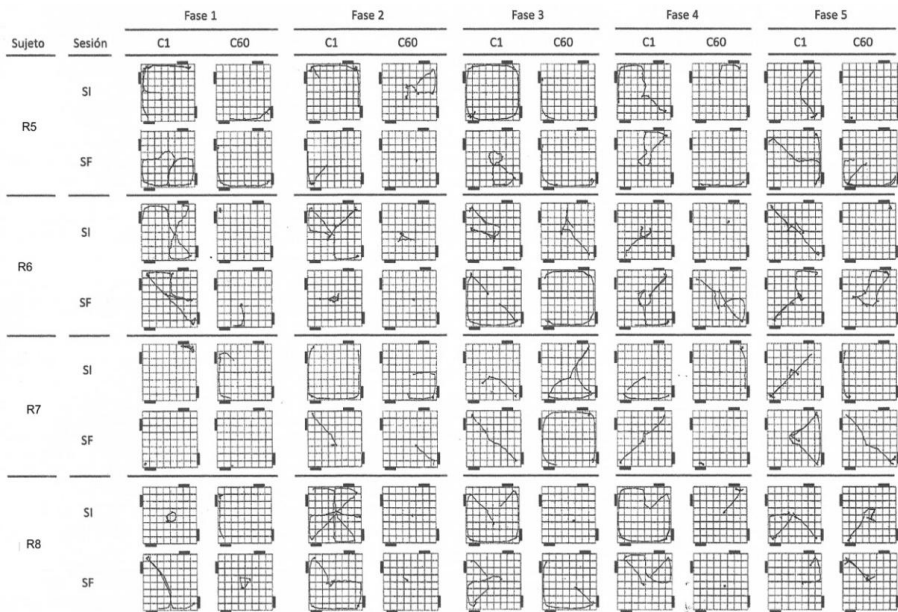 Fase 1 Fase 2 Fase 3 Fase 4 Fase 5
Sujeto Sesión C1 C60 C1 C60 C1 C60 C1 C60 C1 C60
SI
R5
SF
SI
R6
SF
SI
R7
SF
SI
R8
SF